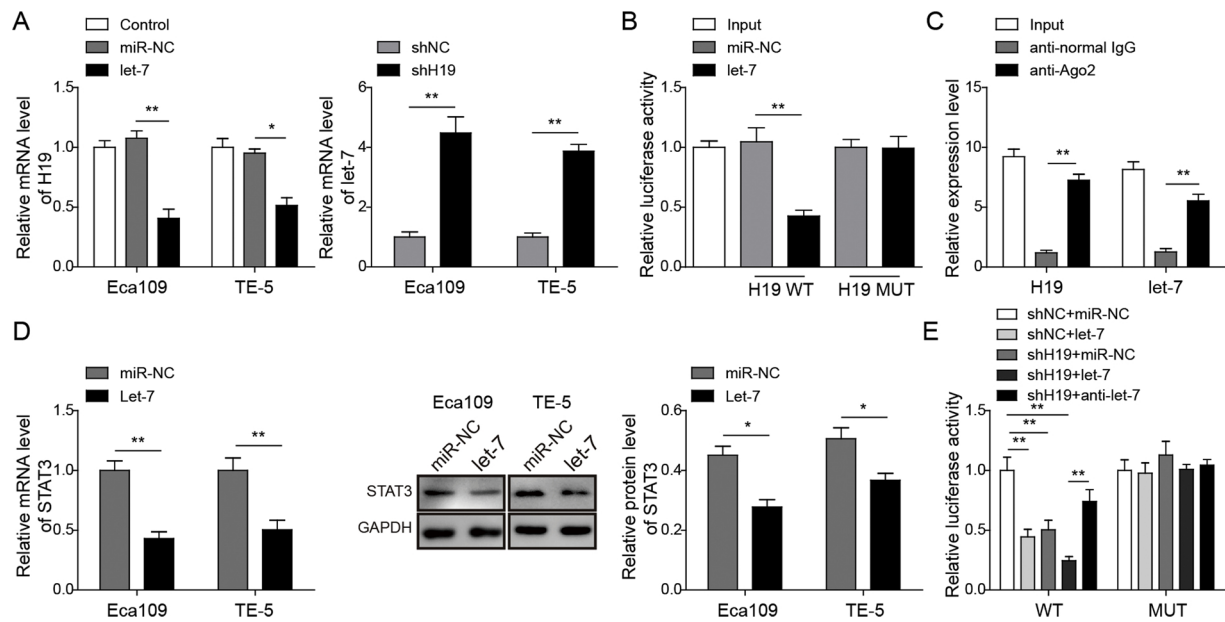 A
Control
miR-NC
let-7
Relative mRNA level
of H19
1.5
1.0
0.5
0.0
**
*
Eca109
TE-5
shNC
shH19
Relative mRNA level
of let-7
6
4
2
0
**
**
Eca109
TE-5
B
Input
miR-NC
let-7
Relative luciferase activity
1.5
1.0
0.5
0.0
**
H19 WT
H19 MUT
C
Input
anti-normal IgG
anti-Ago2
Relative expression level
15
10
5
0
**
**
H19
let-7
D
miR-NC
Let-7
Relative mRNA level
of STAT3
1.5
1.0
0.5
0.0
**
**
Eca109
TE-5
Eca109
TE-5
miR-NC
let-7
miR-NC
let-7
STAT3
GAPDH
miR-NC
Let-7
Relative protein level
of STAT3
0.6
0.4
0.2
0.0
*
*
Eca109
TE-5
E
shNC+miR-NC
shNC+let-7
shH19+miR-NC
shH19+let-7
shH19+anti-let-7
Relative luciferase activity
1.5
1.0
0.5
0.0
**
**
**
**
WT
MUT